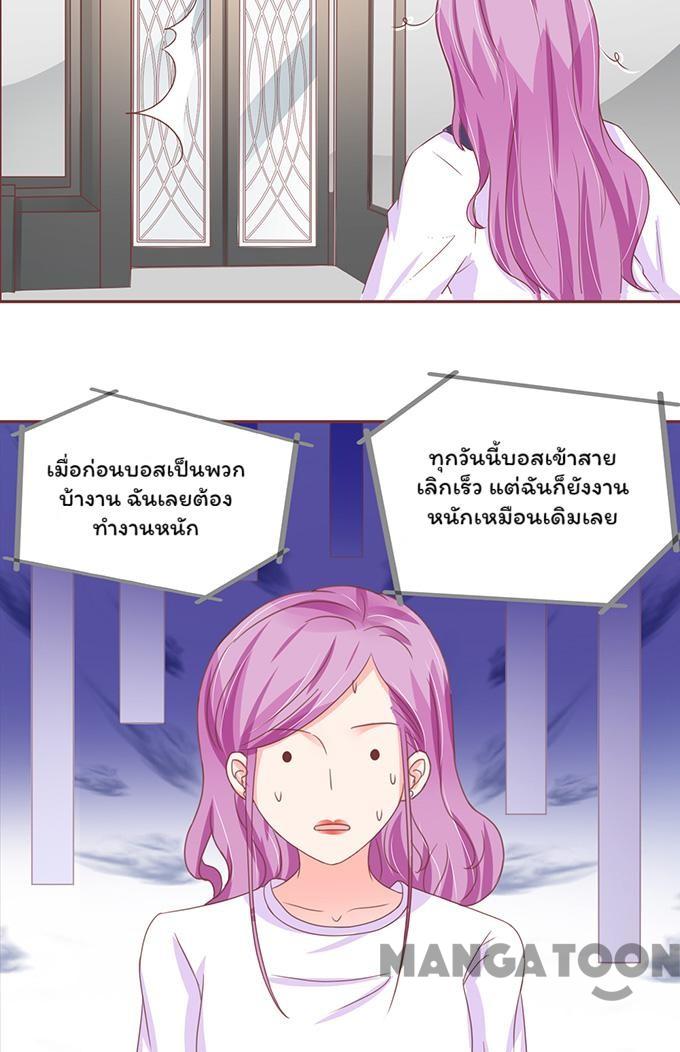 เมื่อก่อนบอสเป็นพวก
บ้างาน ฉันเลยต้อง
ทำงานหนัก
ทุกวันนี้บอสเข้าสาย
เลิกเร็ว แต่ฉันก็ยังงาน
หนักเหมือนเดิมเลย
MANGATOON